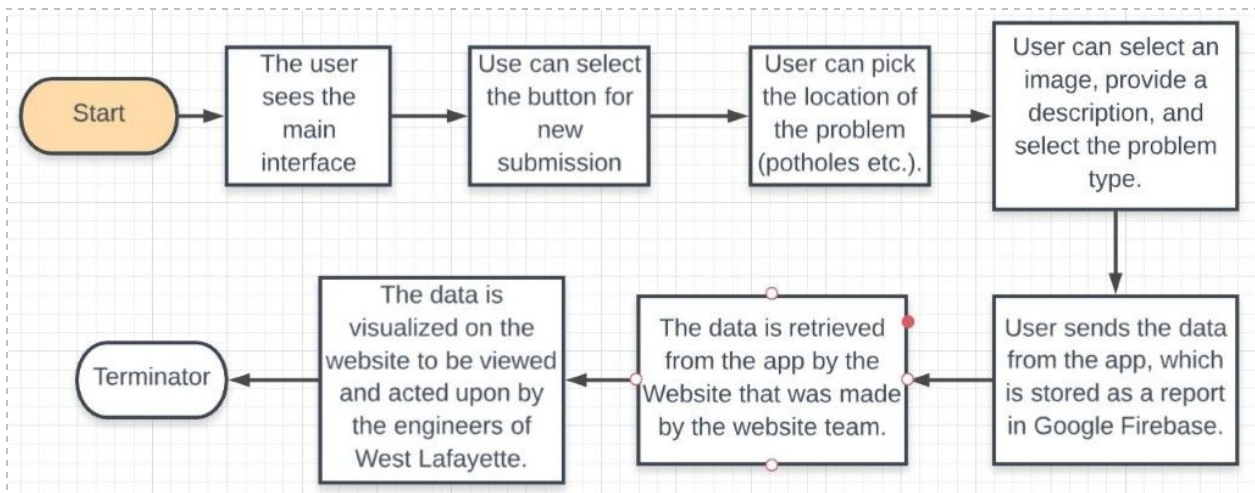 Start
The user
sees the
main
interface
Use can select
the button for
new
submission
User can pick
the location of
the problem
(potholes etc.).
User can select an
image, provide a
description, and
select the problem
type.
User sends the data
from the app, which
is stored as a report
in Google Firebase.
The data is retrieved
from the app by the
Website that was made
by the website team.
The data is
visualized on the
website to be viewed
and acted upon by
the engineers of
West Lafayette.
Terminator